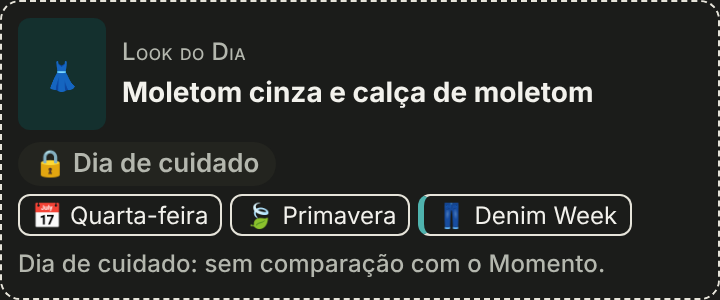 Look do Dia
Moletom cinza e calça de moletom
🔒 Dia de cuidado
📅 Quarta-feira 🍃 Primavera 👖 Denim Week
Dia de cuidado: sem comparação com o Momento.